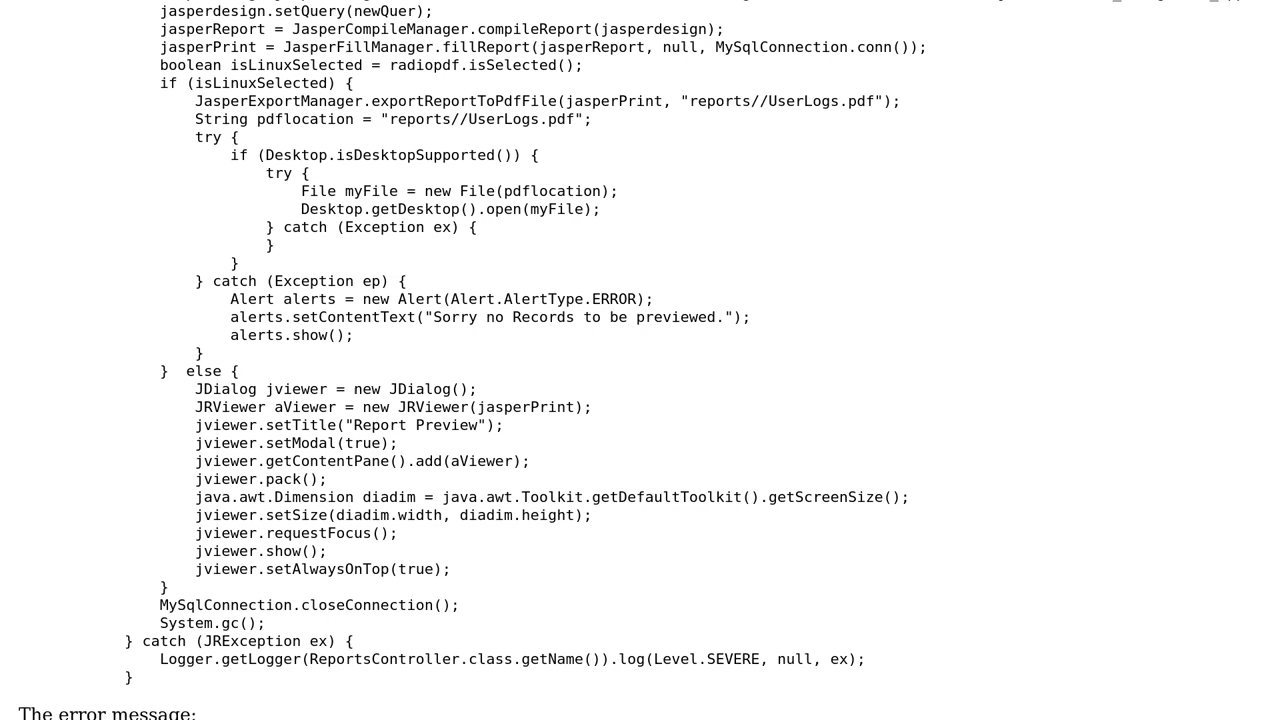 jasperdesign.setQuery(newQuer);
jasperReport = JasperCompileManager.compileReport(jasperdesign);
jasperPrint = JasperFillManager.fillReport(jasperReport, null, MySqlConnection.conn());
boolean isLinuxSelected = radiopdf.isSelected();
if (isLinuxSelected) {
JasperExportManager.exportReportToPdfFile(jasperPrint, "reports//UserLogs.pdf");
String pdflocation = "reports//UserLogs.pdf";
try {
if (Desktop.isDesktopSupported()) {
try {
File myFile = new File(pdflocation);
Desktop.getDesktop().open(myFile);
} catch (Exception ex) {
}
}
} catch (Exception ep) {
Alert alerts = new Alert(Alert.AlertType.ERROR);
alerts.setContentText("Sorry no Records to be previewed.");
alerts.show();
}
}  else {
JDialog jviewer = new JDialog();
JRViewer aViewer = new JRViewer(jasperPrint);
jviewer.setTitle("Report Preview");
jviewer.setModal(true);
jviewer.getContentPane().add(aViewer);
jviewer.pack();
java.awt.Dimension diadim = java.awt.Toolkit.getDefaultToolkit().getScreenSize();
jviewer.setSize(diadim.width, diadim.height);
jviewer.requestFocus();
jviewer.show();
jviewer.setAlwaysOnTop(true);
}
MySqlConnection.closeConnection();
System.gc();
} catch (JRException ex) {
Logger.getLogger(ReportsController.class.getName()).log(Level.SEVERE, null, ex);
}
The error message: